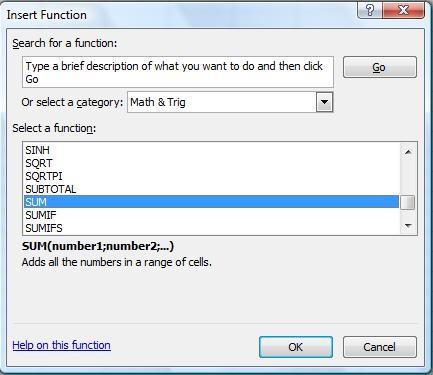 Insert Function
?
Search for a function:
Type a brief description of what you want to do and then click
Go
Go
Or select a category: Math & Trig
Select a function:
SINH
SQRT
SQRTPI
SUBTOTAL
SUM
SUMIF
SUMIFS
SUM(number1;number2;...)
Adds all the numbers in a range of cells.
Help on this function
OK
Cancel